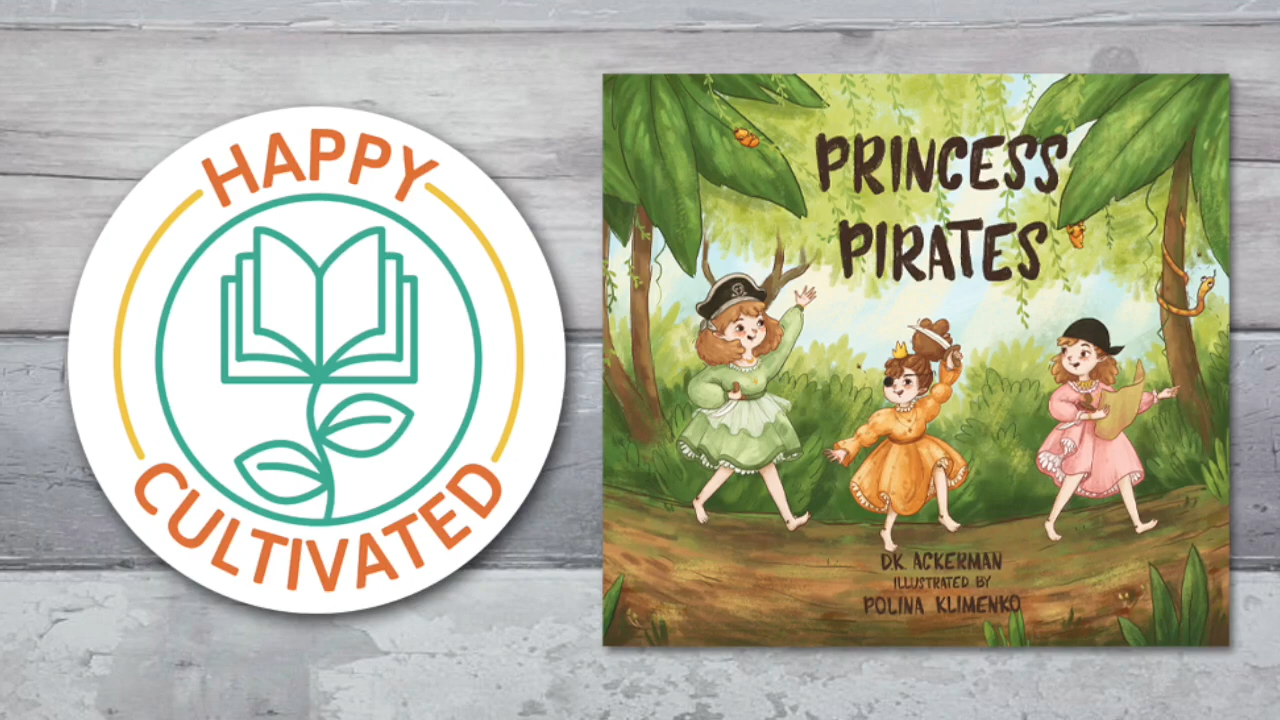 HAPPY
CULTIVATED
PRINCESS
PIRATES
D.K. ACKERMAN
ILLUSTRATED BY
POLINA KLIMENKO